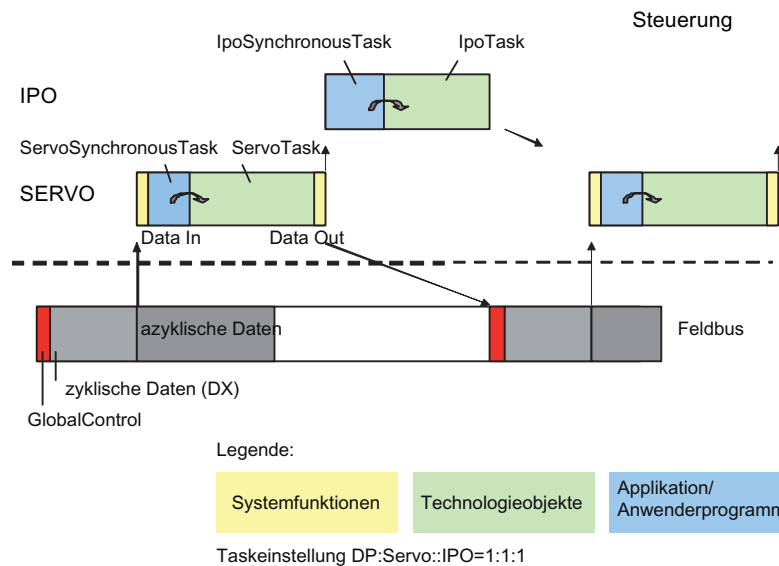 Steuerung
IpoSynchronousTask
IpoTask
IPO
ServoSynchronousTask
ServoTask
SERVO
Data In
Data Out
azyklische Daten
Feldbus
zyklische Daten (DX)
GlobalControl
Legende:
Systemfunktionen
Technologieobjekte
Applikation/
Anwenderprogramm
Taskeinstellung DP:Servo::IPO=1:1:1